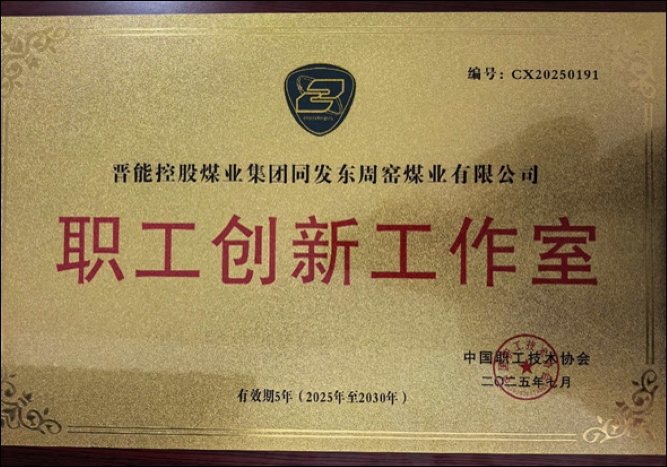 编号：CX20250191
晋能控股煤业集团同发东周窑煤业有限公司
职工创新工作室
中国职工技术协会
二〇二五年七月
有效期5年（2025年至2030年）